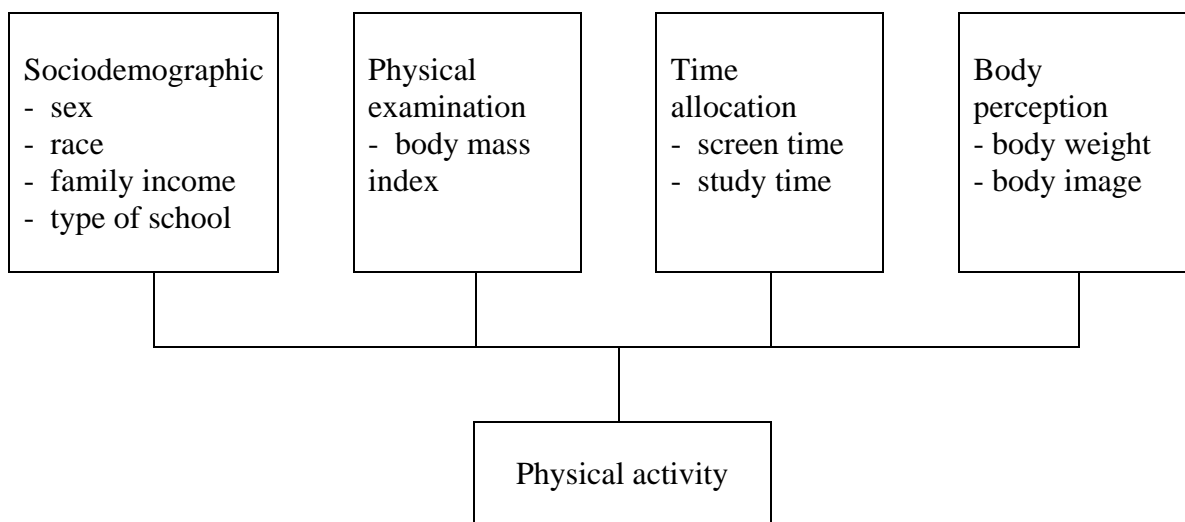 Sociodemographic
- sex
- race
- family income
- type of school
Physical
examination
- body mass
index
Time
allocation
- screen time
- study time
Body
perception
- body weight
- body image
Physical activity